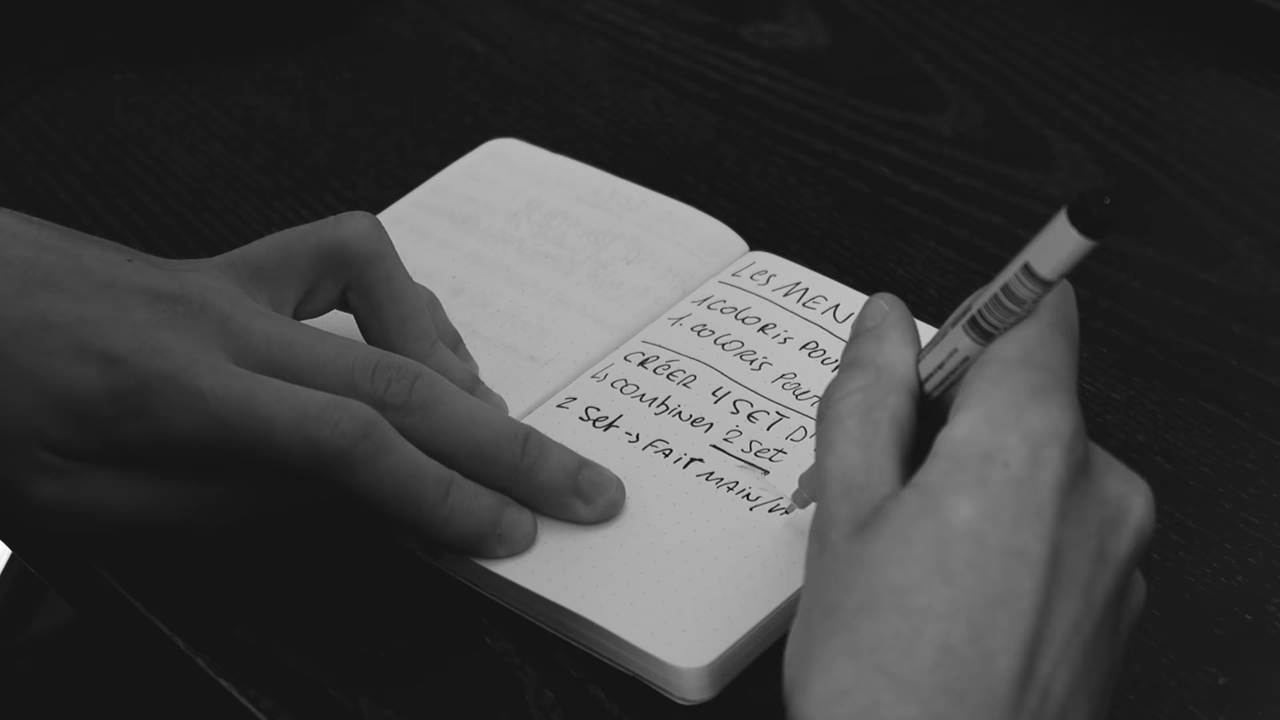 Les MEN
1 COLORIS POUR
1. COLORIS POUR
CRÉER 4 SET D'
↳ combiner 2 set
2 set → FAIT MAIN/